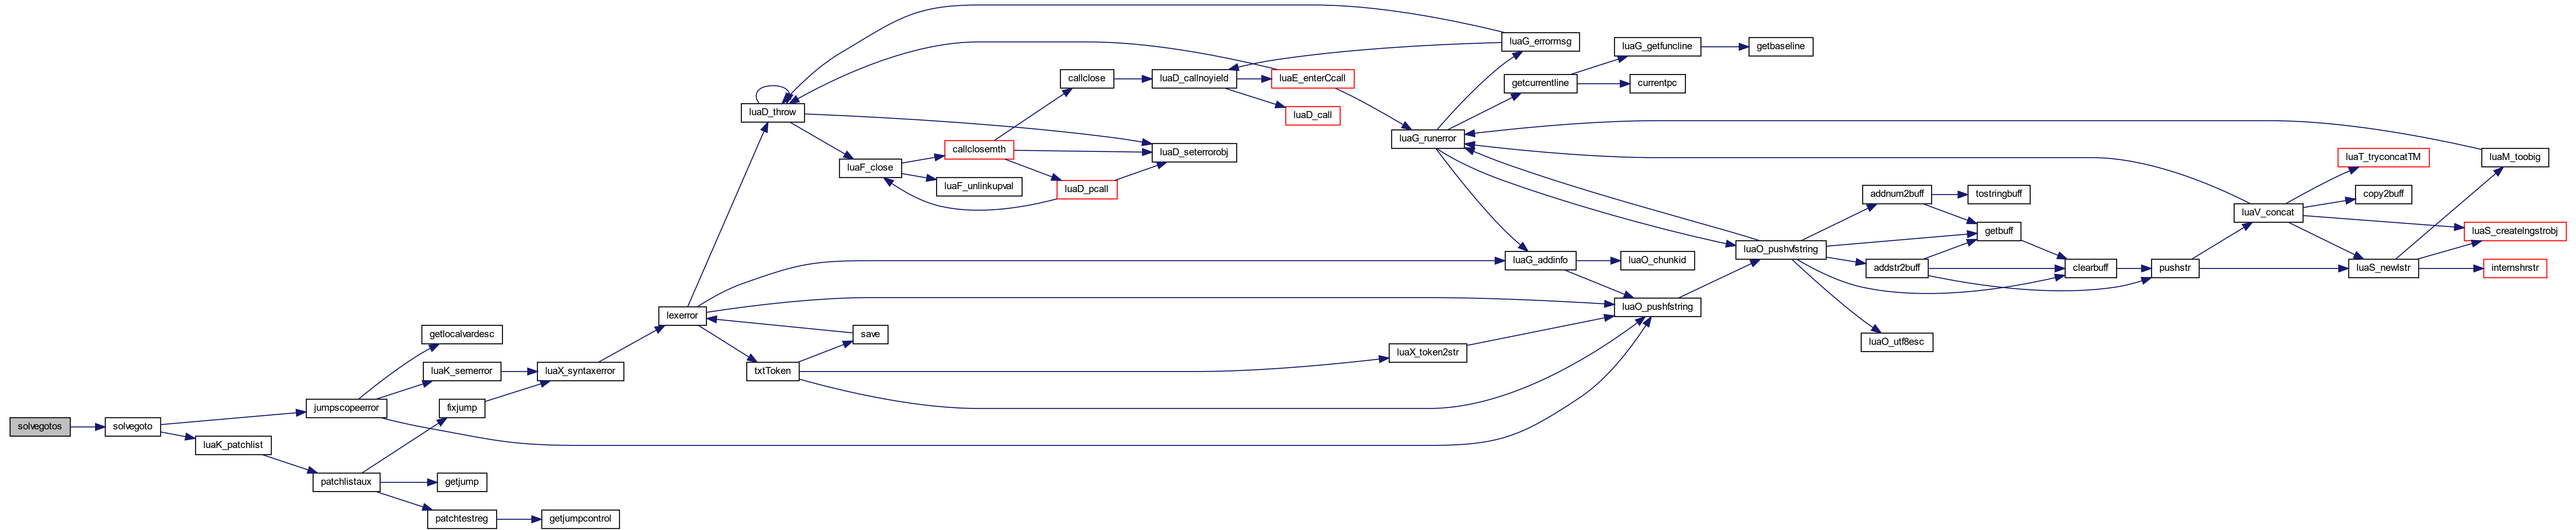 solvegotos
solvegoto
jumpscopeerror
luaK_patchlist
getlocalvardesc
luaK_semerror
fixjump
patchlistaux
getjump
patchtestreg
getjumpcontrol
luaX_syntaxerror
lexerror
luaD_throw
txtToken
save
luaF_close
luaF_unlinkupval
callclosemth
callclose
luaD_pcall
luaD_callnoyield
luaD_seterrorobj
luaE_enterCcall
luaD_call
luaX_token2str
luaG_runerror
luaG_errormsg
getcurrentline
luaG_addinfo
luaG_getfuncline
getbaseline
currentpc
luaO_chunkid
luaO_pushfstring
luaO_pushvfstring
addnum2buff
addstr2buff
luaO_utf8esc
tostringbuff
getbuff
clearbuff
pushstr
luaV_concat
luaS_newlstr
luaT_tryconcatTM
copy2buff
luaM_toobig
luaS_createlngstrobj
internshrstr